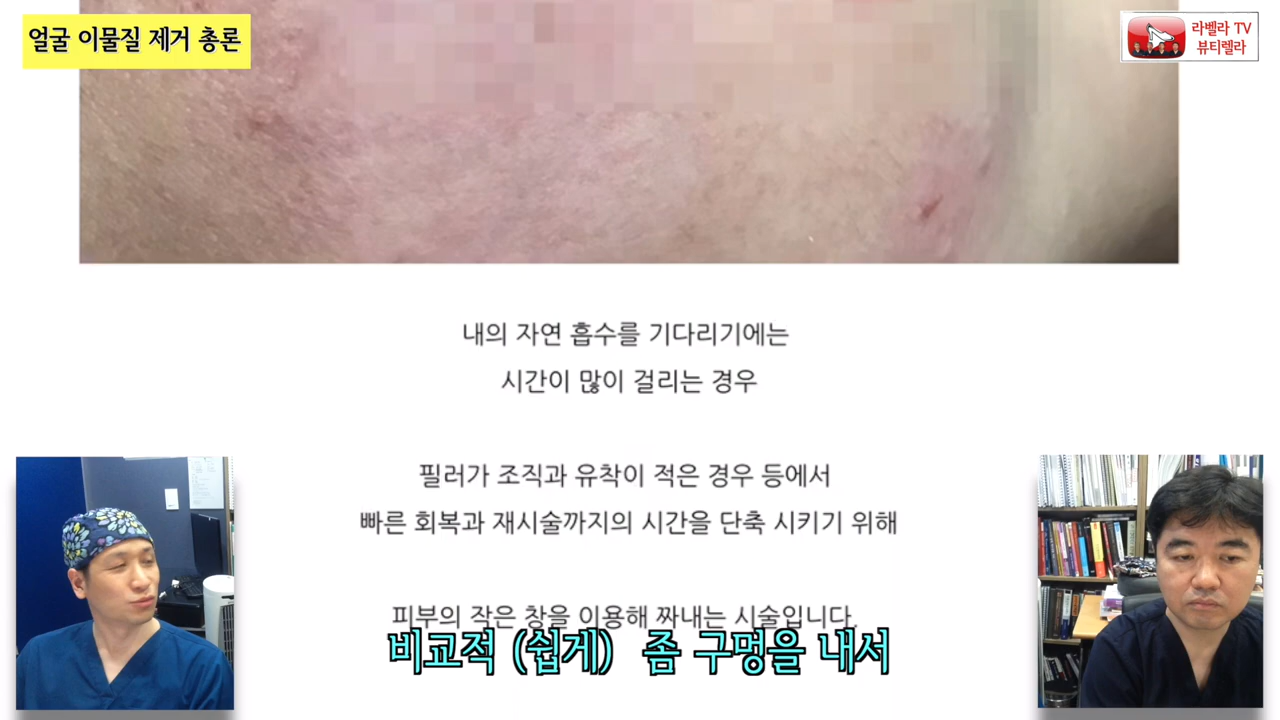 얼굴 이물질 제거 총론
라벨라 TV
뷰티렐라
내의 자연 흡수를 기다리기에는
시간이 많이 걸리는 경우
필러가 조직과 유착이 적은 경우 등에서
빠른 회복과 재시술까지의 시간을 단축 시키기 위해
피부의 작은 창을 이용해 짜내는 시술입니다.
비교적 (쉽게) 좀 구멍을 내서